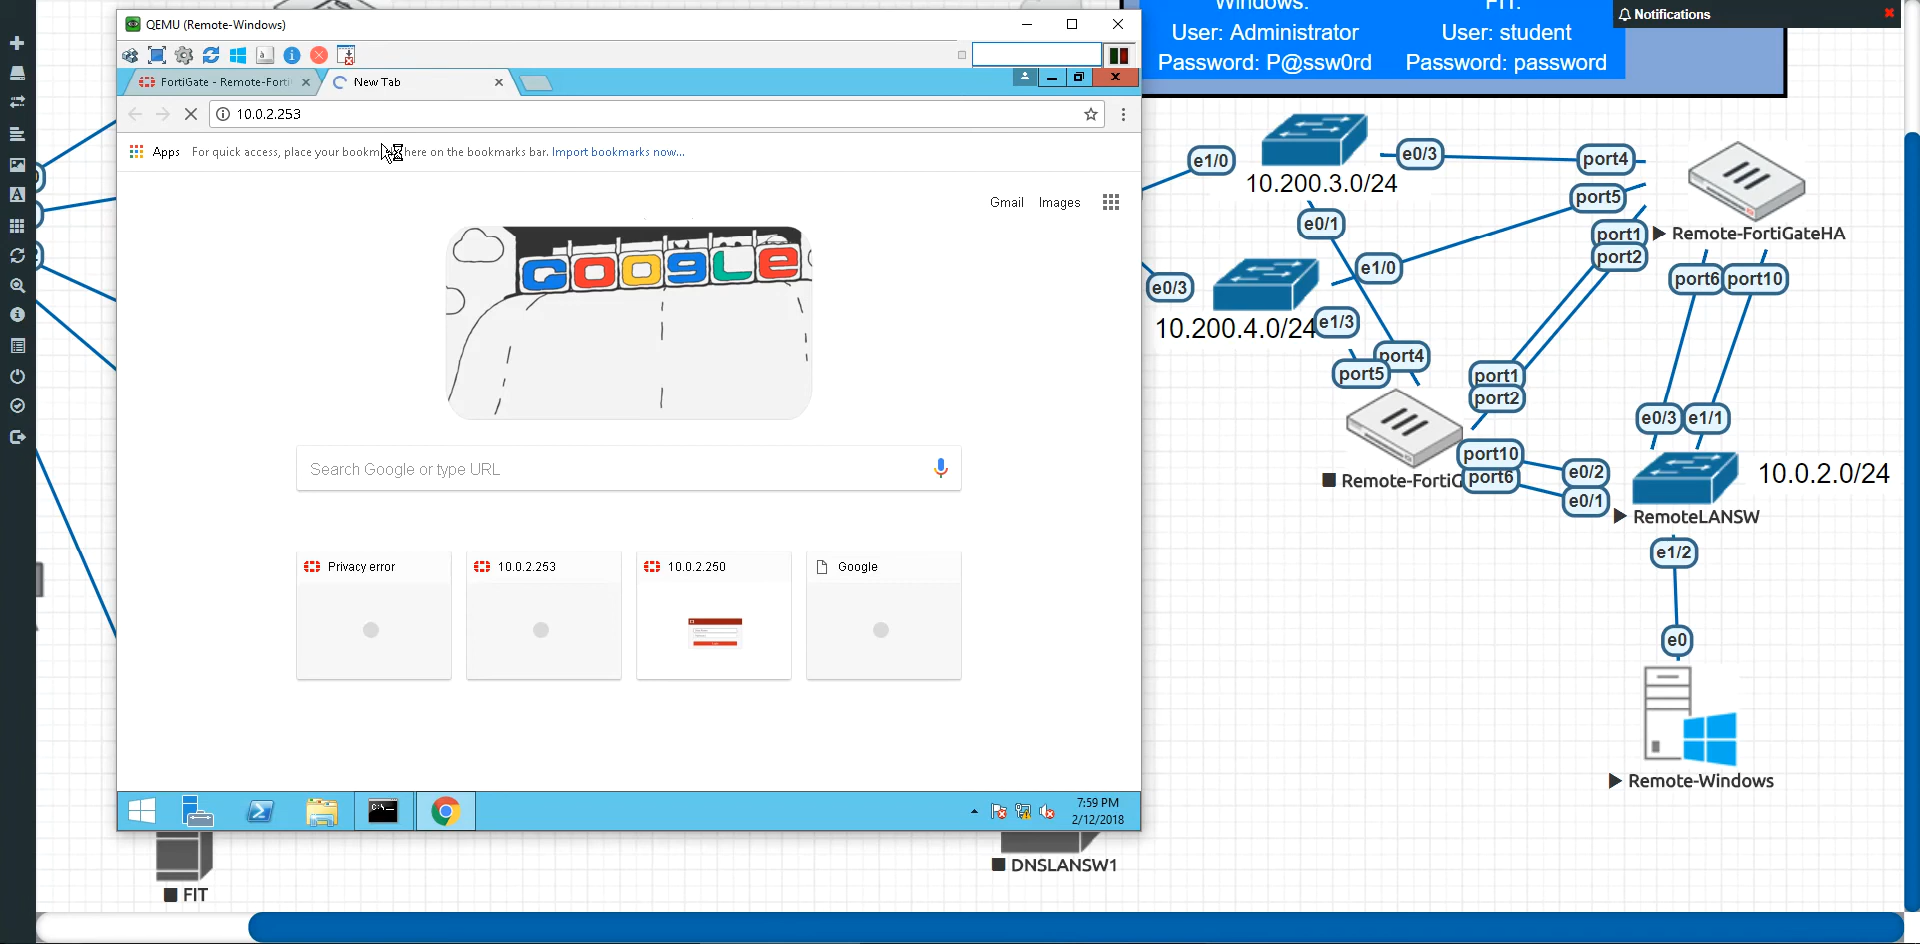 QEMU (Remote-Windows)
FortiGate - Remote-Forti
New Tab
10.0.2.253
Apps
For quick access, place your bookm
here on the bookmarks bar.
Import bookmarks now...
Gmail
Images
Google
Search Google or type URL
Privacy error
10.0.2.253
10.0.2.250
Google
7:59 PM
2/12/2018
Windows:
FIT:
User: Administrator
User: student
Password: P@ssw0rd
Password: password
Notifications
e1/0
e0/3
port4
10.200.3.0/24
port5
e0/1
port1
Remote-FortiGateHA
port2
e1/0
e0/3
port6
port10
10.200.4.0/24
e1/3
port4
port5
port1
port2
e0/3
e1/1
port10
e0/2
10.0.2.0/24
Remote-FortiG
port6
e0/1
RemoteLANSW
e1/2
e0
Remote-Windows
DNSLANSW1
FIT